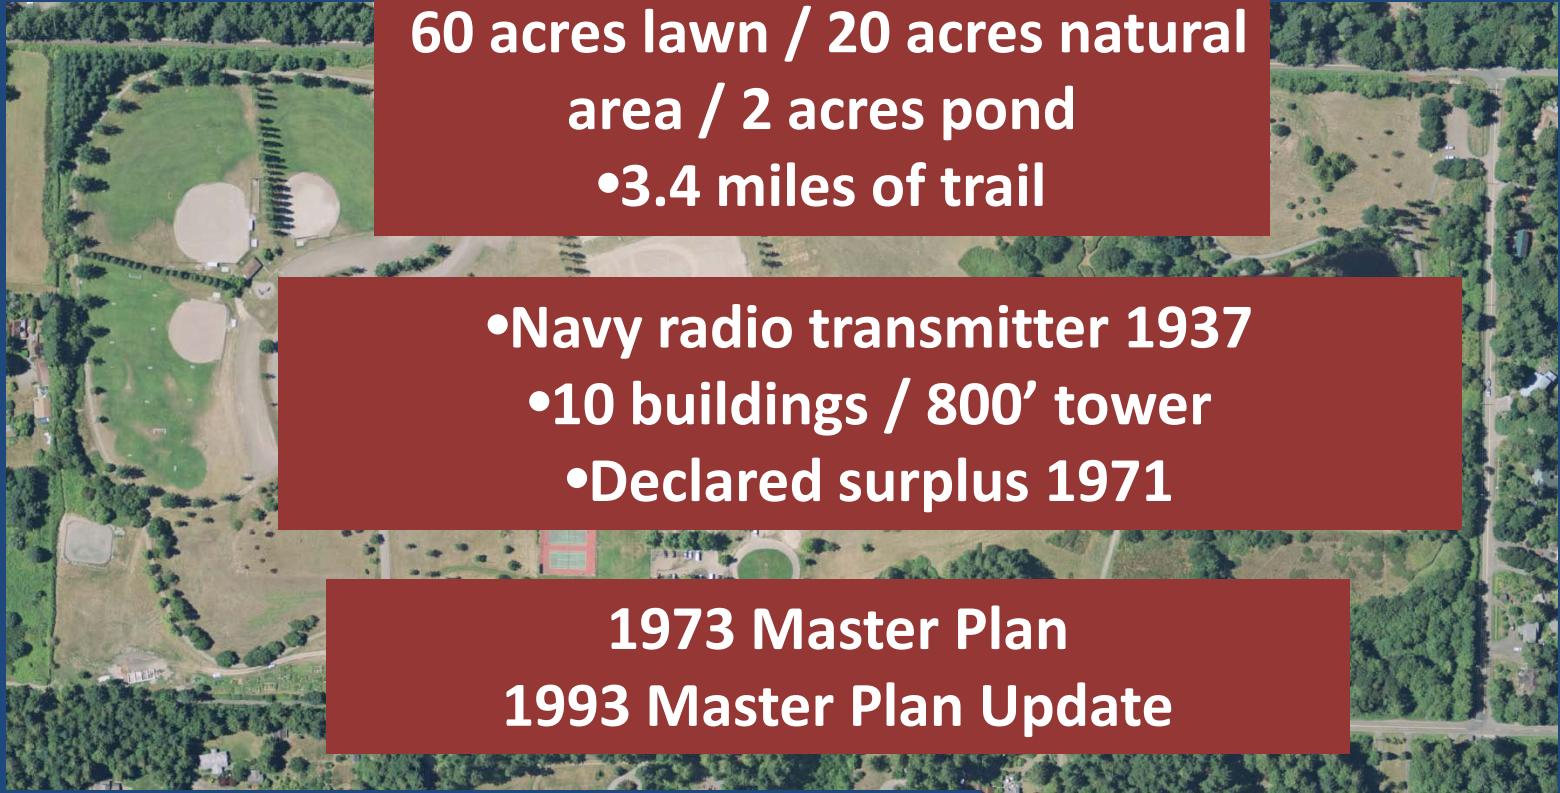 60 acres lawn / 20 acres natural
area / 2 acres pond
•3.4 miles of trail
•Navy radio transmitter 1937
•10 buildings / 800’ tower
•Declared surplus 1971
1973 Master Plan
1993 Master Plan Update